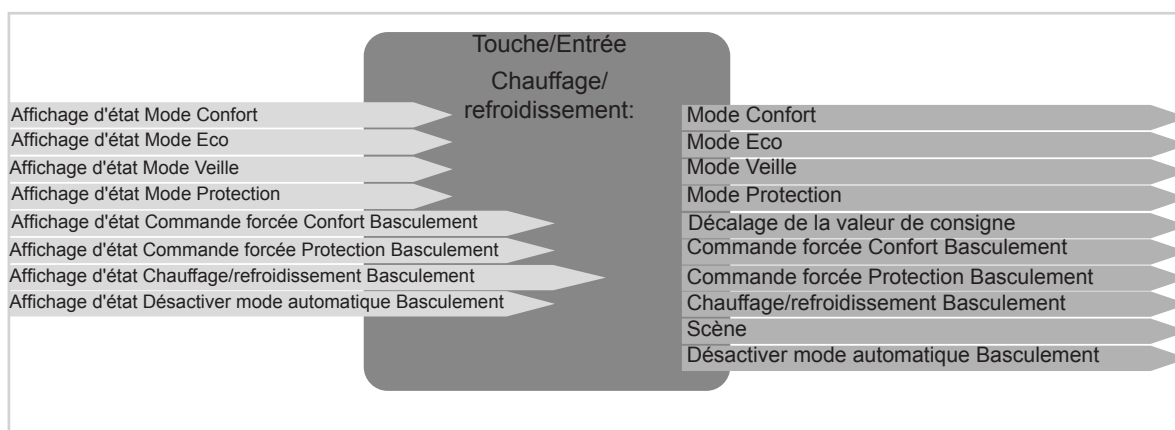 Touche/Entrée
Chauffage/
refroidissement:
Affichage d'état Mode Confort
Affichage d'état Mode Eco
Affichage d'état Mode Veille
Affichage d'état Mode Protection
Affichage d'état Commande forcée Confort Basculement
Affichage d'état Commande forcée Protection Basculement
Affichage d'état Chauffage/refroidissement Basculement
Affichage d'état Désactiver mode automatique Basculement
Mode Confort
Mode Eco
Mode Veille
Mode Protection
Décalage de la valeur de consigne
Commande forcée Confort Basculement
Commande forcée Protection Basculement
Chauffage/refroidissement Basculement
Scène
Désactiver mode automatique Basculement